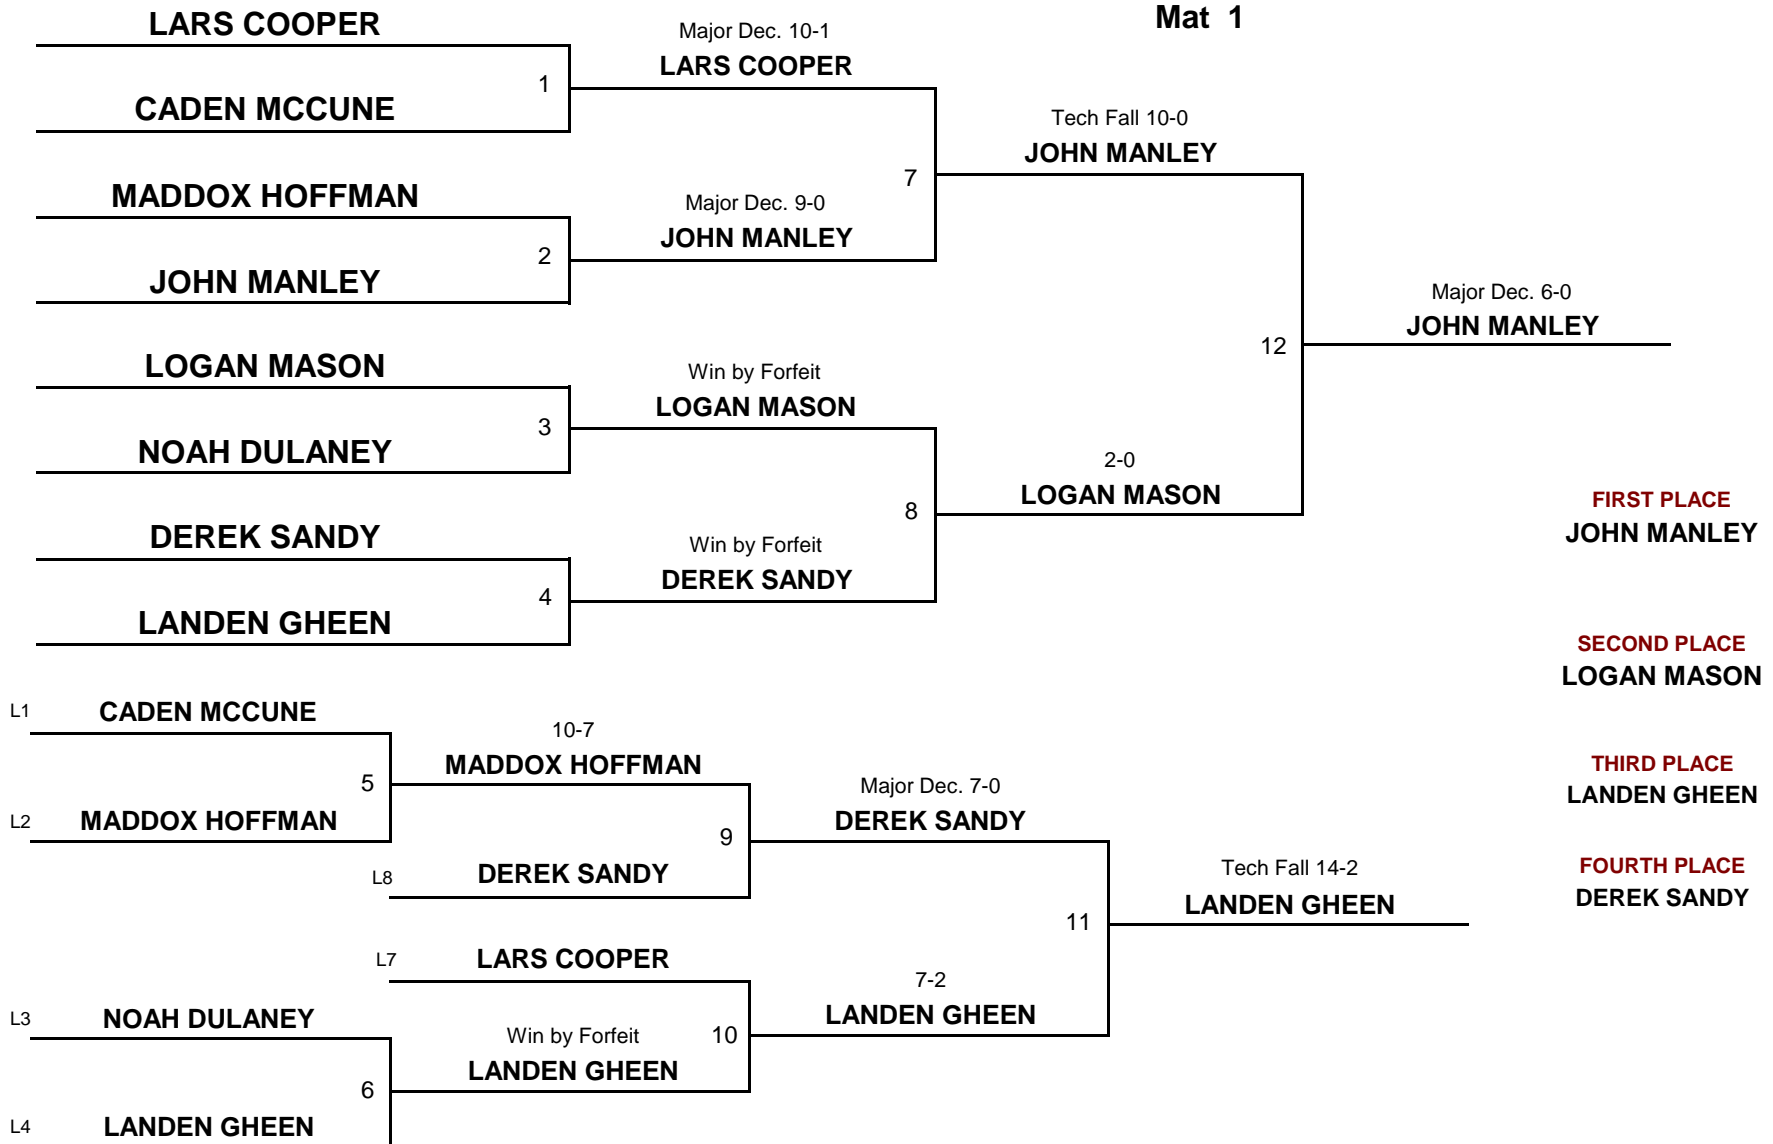 Mat 1
LARS COOPER
1
CADEN MCCUNE
MADDOX HOFFMAN
2
JOHN MANLEY
LOGAN MASON
3
NOAH DULANEY
DEREK SANDY
4
LANDEN GHEEN
Major Dec. 10-1
LARS COOPER
7
Major Dec. 9-0
JOHN MANLEY
Win by Forfeit
LOGAN MASON
8
Win by Forfeit
DEREK SANDY
Tech Fall 10-0
JOHN MANLEY
12
2-0
LOGAN MASON
Major Dec. 6-0
JOHN MANLEY
FIRST PLACE
JOHN MANLEY
SECOND PLACE
LOGAN MASON
THIRD PLACE
LANDEN GHEEN
FOURTH PLACE
DEREK SANDY
L1 CADEN MCCUNE
5
L2 MADDOX HOFFMAN
10-7
MADDOX HOFFMAN
9
L8 DEREK SANDY
L7 LARS COOPER
10
L3 NOAH DULANEY
6
L4 LANDEN GHEEN
Win by Forfeit
LANDEN GHEEN
Major Dec. 7-0
DEREK SANDY
11
7-2
LANDEN GHEEN
Tech Fall 14-2
LANDEN GHEEN